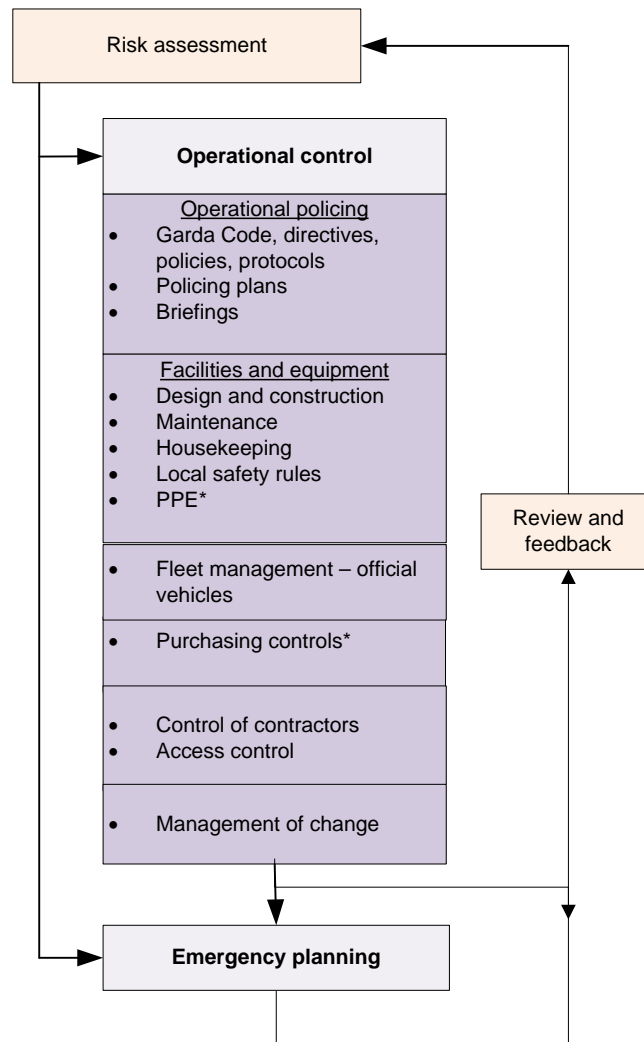 Risk assessment
Operational control
Operational policing
• Garda Code, directives,
policies, protocols
• Policing plans
• Briefings
Facilities and equipment
• Design and construction
• Maintenance
• Housekeeping
• Local safety rules
• PPE*
Review and
feedback
• Fleet management – official
vehicles
• Purchasing controls*
• Control of contractors
• Access control
• Management of change
Emergency planning